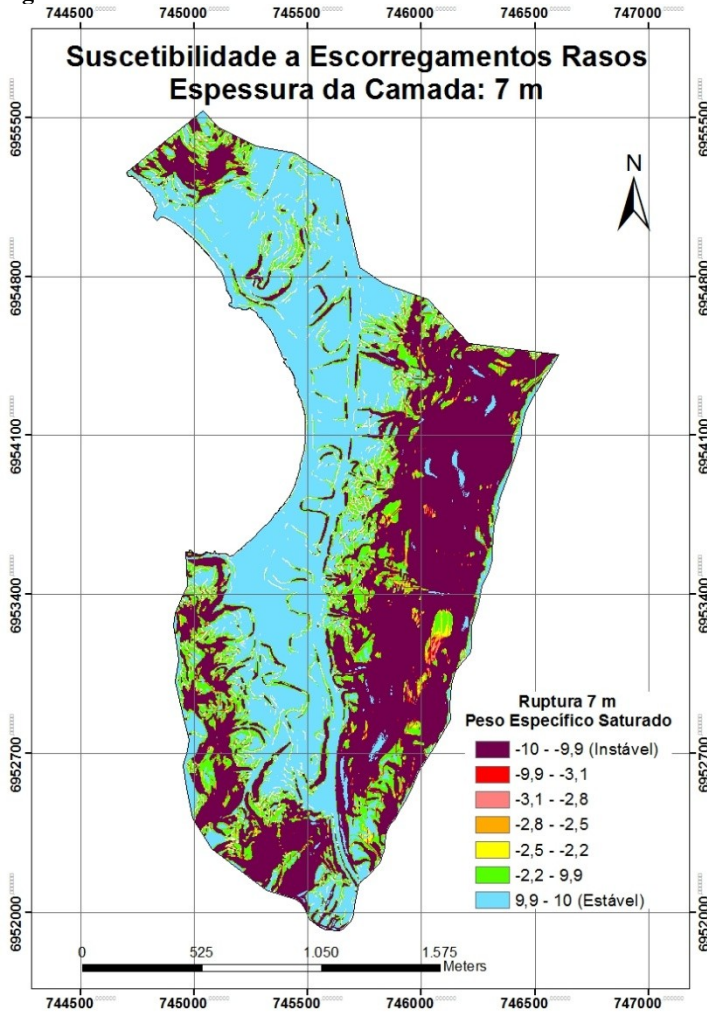 744500 745000 745500 746000 746500 747000
Suscetibilidade a Escorregamentos Rasos
Espessura da Camada: 7 m
6955500 6955500
N
6954800 6954800
6954100 6954100
6953400 6953400
Ruptura 7 m
Peso Específico Saturado
-10 - -9,9 (Instável)
-9,9 - -3,1
-3,1 - -2,8
-2,8 - -2,5
-2,5 - -2,2
-2,2 - 9,9
9,9 - 10 (Estável)
6952700 6952700
6952000 6952000
0 525 1.050 1.575
Meters
744500 745000 745500 746000 746500 747000